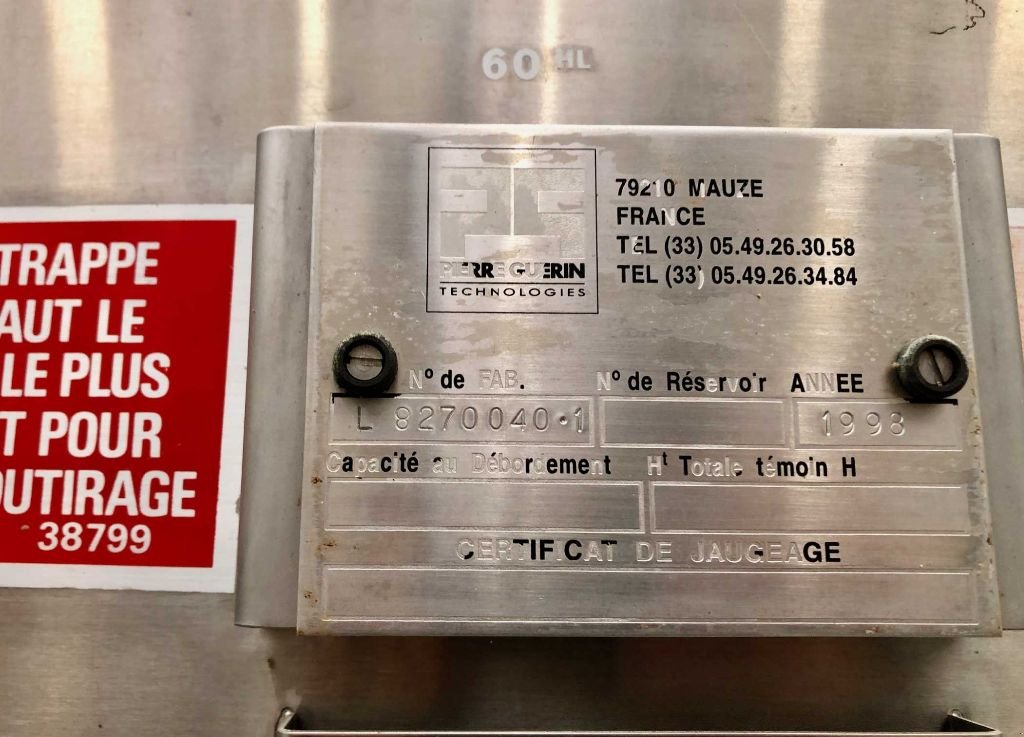 60 HL
TRAPPE
AUT LE
LE PLUS
T POUR
OUTIRAGE
38799
PIERRE GUERIN
TECHNOLOGIES
79210 MAUZE
FRANCE
TEL (33) 05.49.26.30.58
TEL (33) 05.49.26.34.84
N° de FAB. N° de Réservoir ANNEE
L 8270040.1 1998
Capacité au Débordement Hᵗ Totale témoin H
CERTIFICAT DE JAUGEAGE